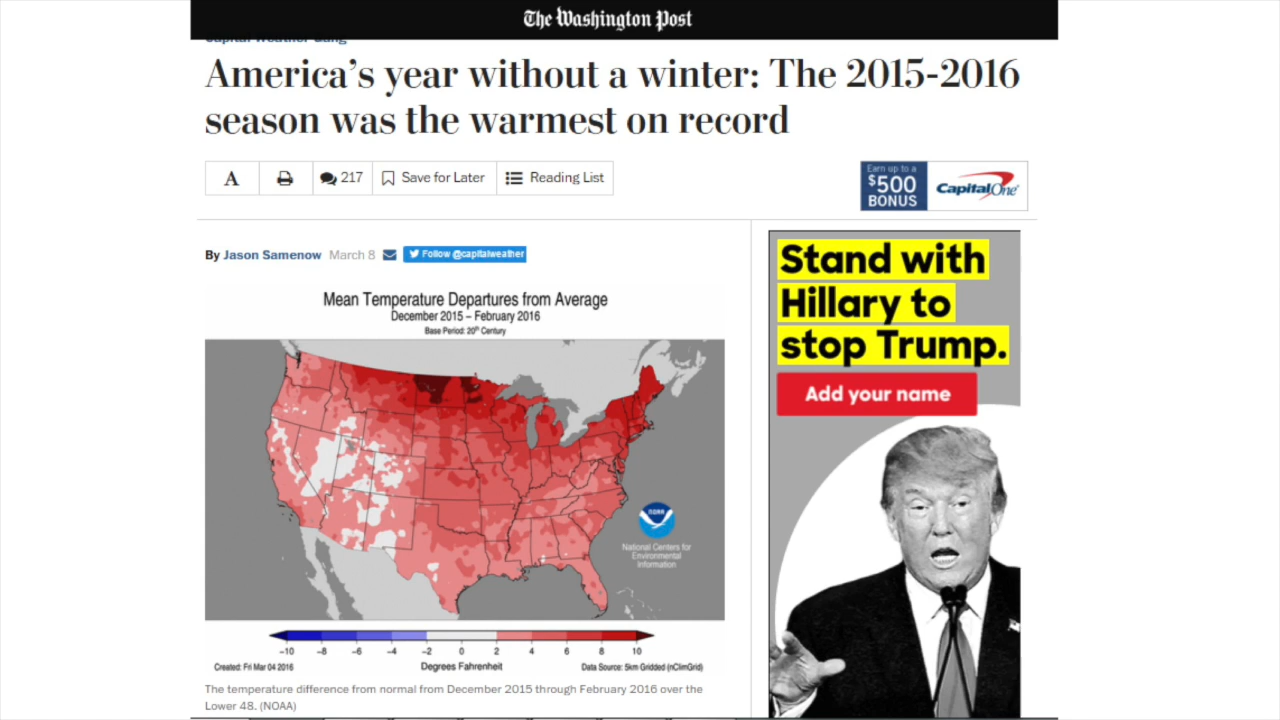 The Washington Post
Capital Weather Gang
America's year without a winter: The 2015-2016
season was the warmest on record
A
217
Save for Later
Reading List
Earn up to a
$500
BONUS
CapitalOne
By Jason Samenow March 8
Follow @capitalweather
Mean Temperature Departures from Average
December 2015 – February 2016
Base Period: 20th Century
NOAA
National Centers for
Environmental
Information
-10 -8 -6 -4 -2 0 2 4 6 8 10
Created: Fri Mar 04 2016
Degrees Fahrenheit
Data Source: 5km Gridded (nClimGrid)
The temperature difference from normal from December 2015 through February 2016 over the
Lower 48. (NOAA)
Stand with
Hillary to
stop Trump.
Add your name